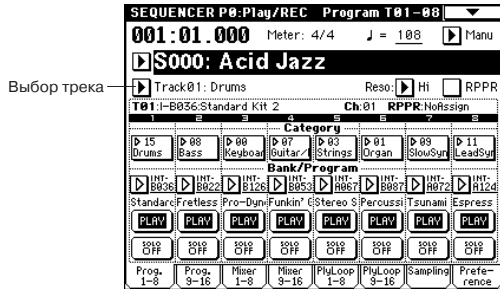 SEQUENCER P0:Play/REC Program T01-08
001:01.000 Meter: 4/4 ♩ = 108 Manu
S000: Acid Jazz
Выбор трека
Track01: Drums Reso: Hi RPPR
T01:I-B036:Standard Kit 2 Ch:01 RPPR:NoAssign
1 2 3 4 5 6 7 8
Category
15 08 00 07 03 01 09 11
Drums Bass Keyboar Guitar/ Strings Organ SlowSyn LeadSyn
Bank/Program
INT- INT- INT- INT- INT- INT- INT- INT-
B036 B022 B126 B053 A067 B087 A072 A124
Standard Fretless Pro-Dyno Funkin' G Stereo S Percussi Tsunami Espress
PLAY PLAY PLAY PLAY PLAY PLAY PLAY PLAY
SOLO SOLO SOLO SOLO SOLO SOLO SOLO SOLO
OFF OFF OFF OFF OFF OFF OFF OFF
Prog. Prog. Mixer Mixer PlyLoop PlyLoop Sampling Prefe-
1-8 9-16 1-8 9-16 1-8 9-16 rence